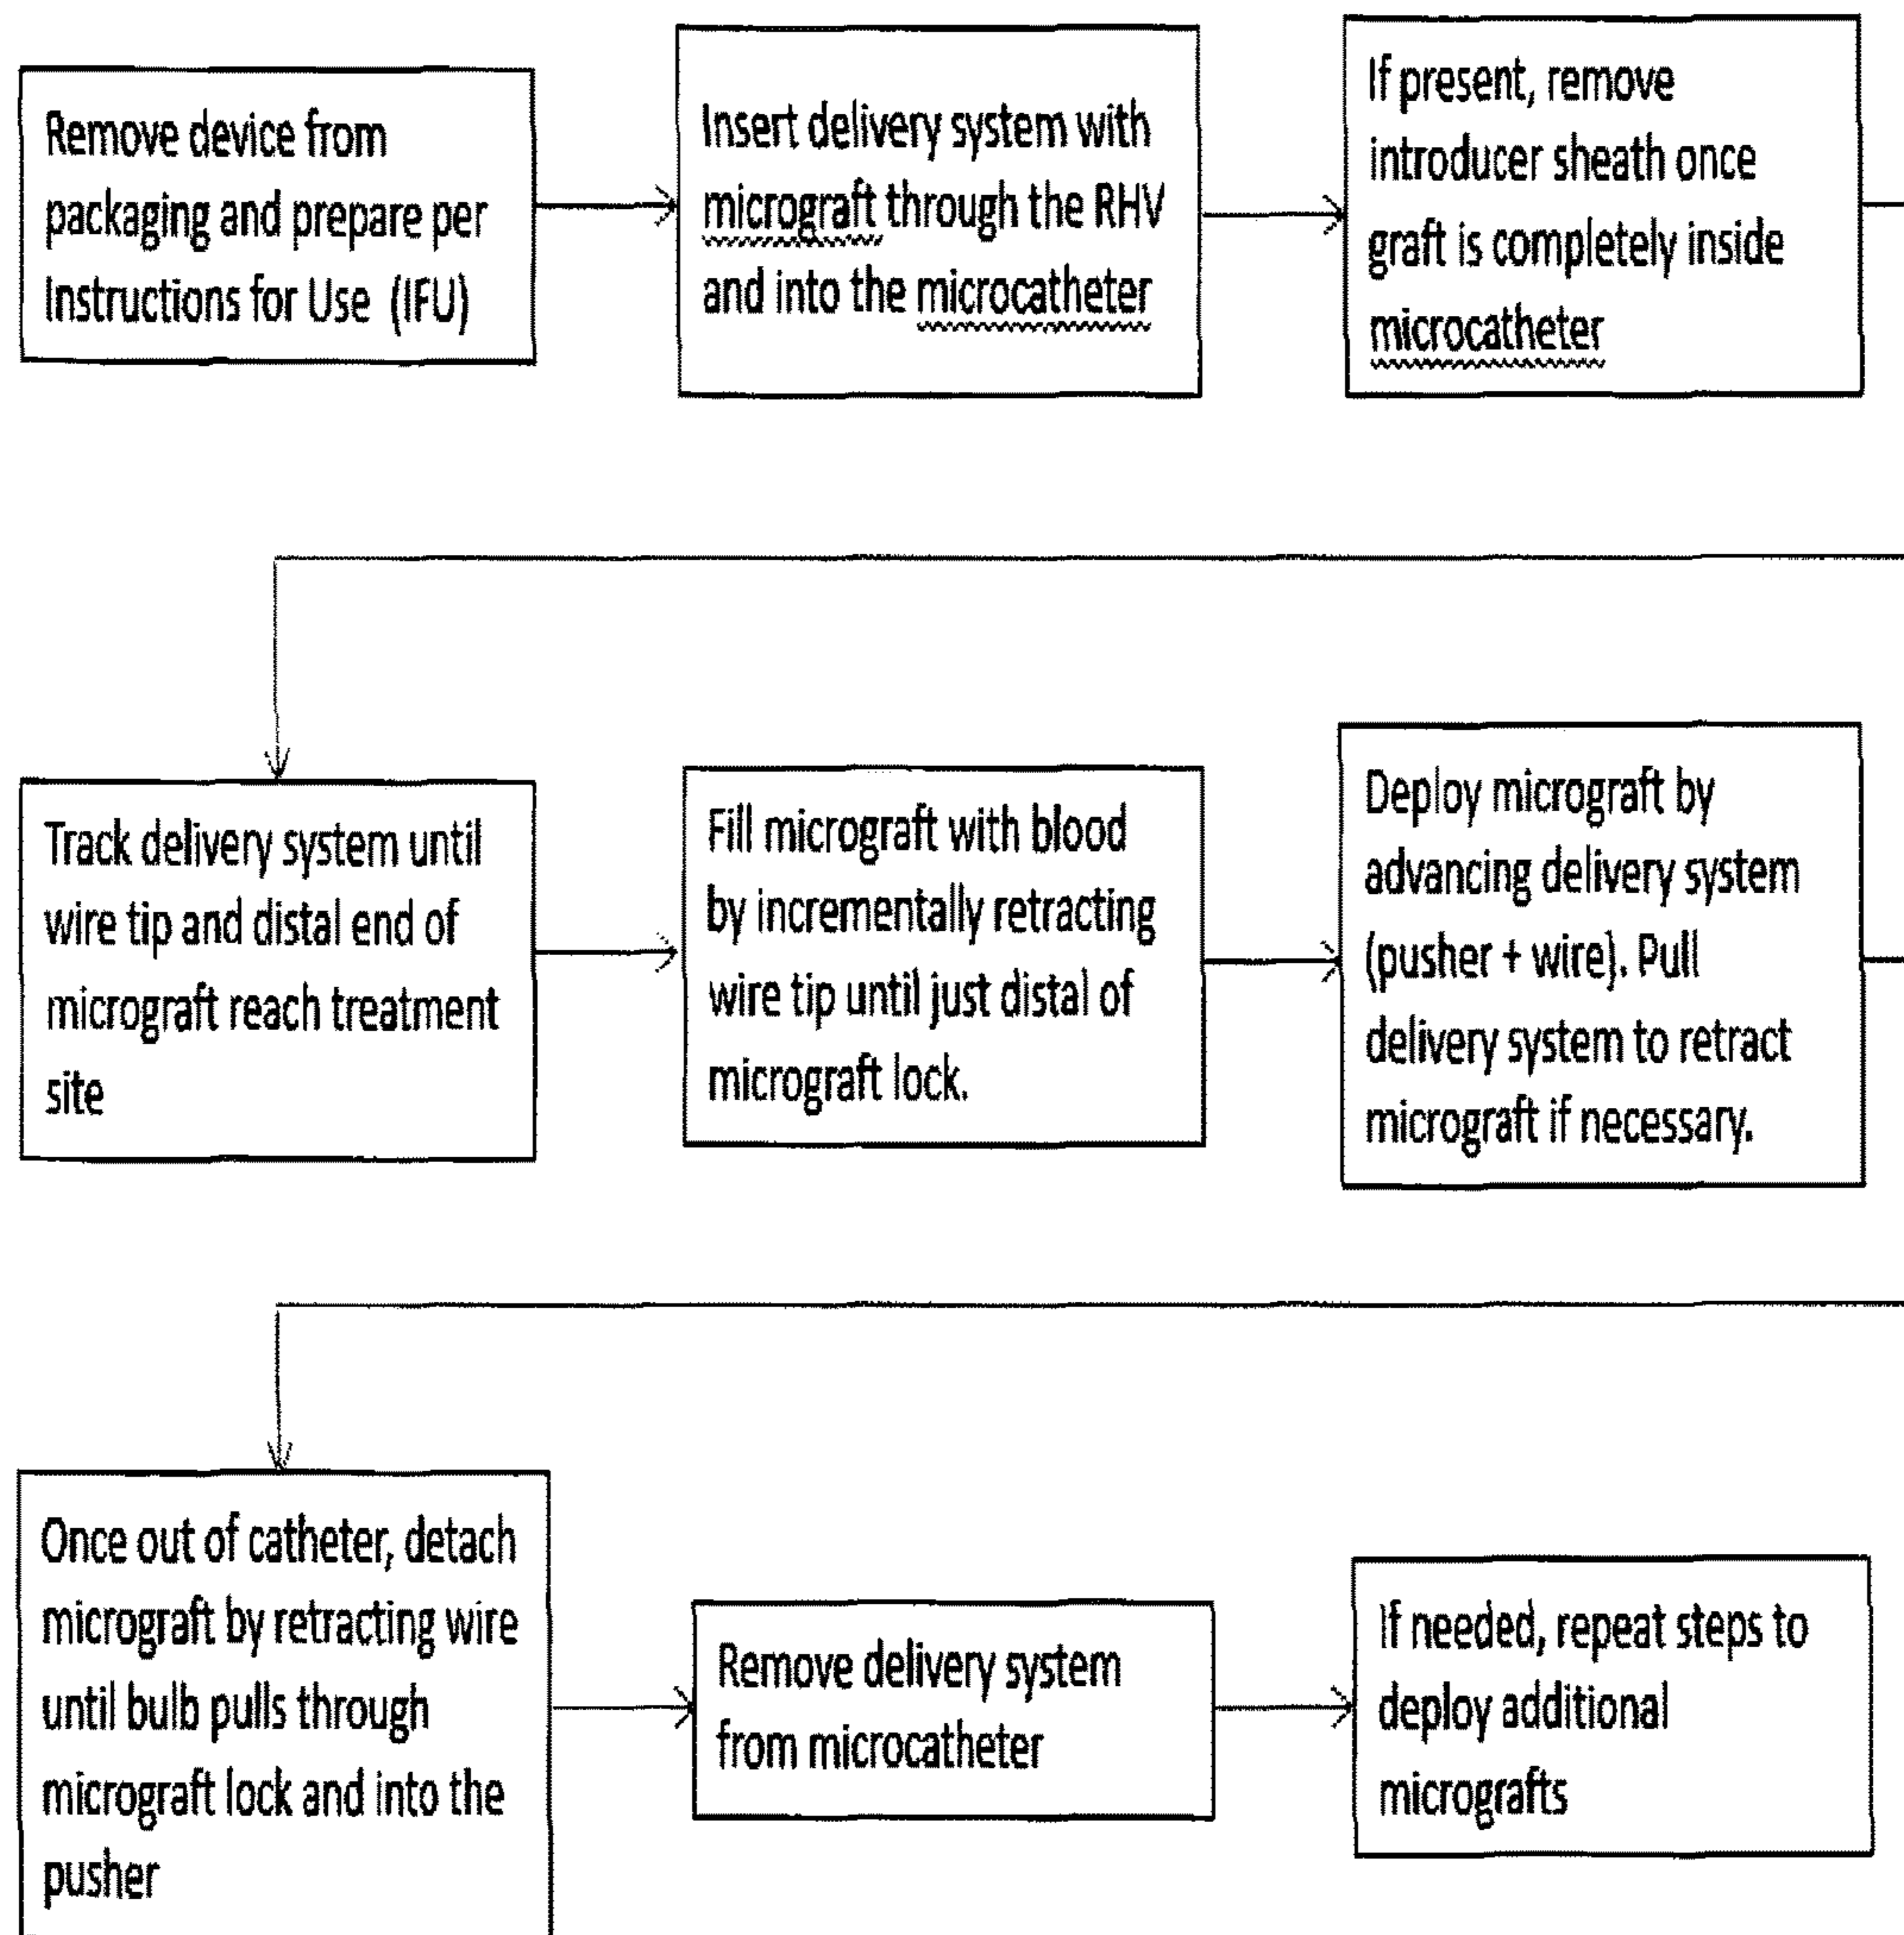 Remove device from
packaging and prepare per
Instructions for Use (IFU)
Insert delivery system with
micrograft through the RHV
and into the microcatheter
If present, remove
introducer sheath once
graft is completely inside
microcatheter
Track delivery system until
wire tip and distal end of
micrograft reach treatment
site
Fill micrograft with blood
by incrementally retracting
wire tip until just distal of
micrograft lock.
Deploy micrograft by
advancing delivery system
(pusher + wire). Pull
delivery system to retract
micrograft if necessary.
Once out of catheter, detach
micrograft by retracting wire
until bulb pulls through
micrograft lock and into the
pusher
Remove delivery system
from microcatheter
If needed, repeat steps to
deploy additional
micrografts